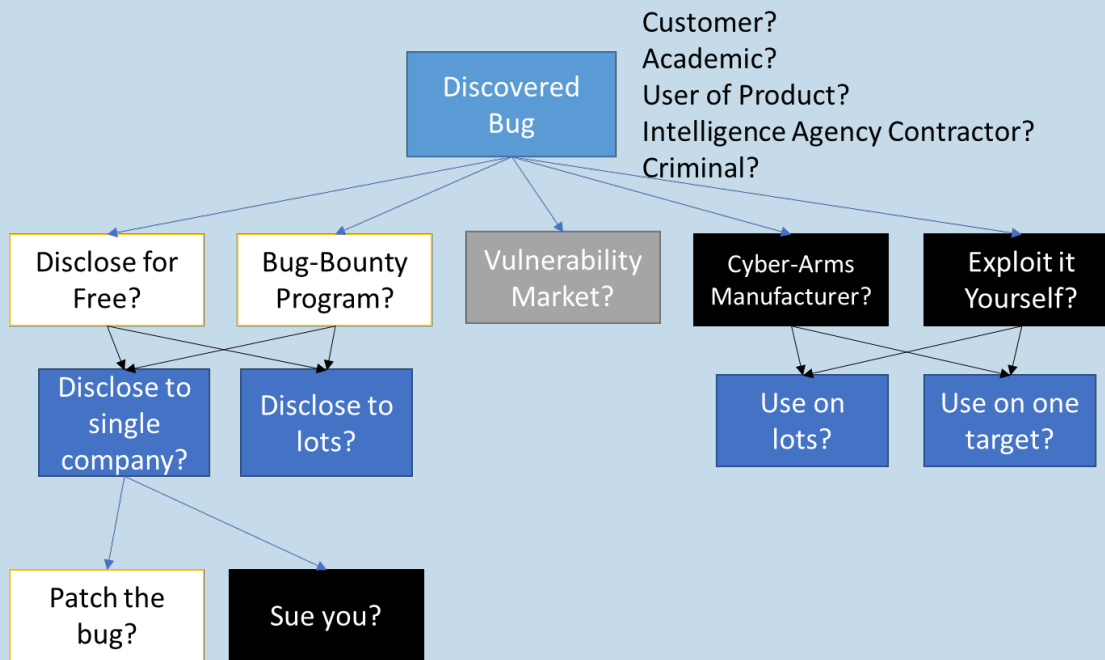 Customer?
Academic?
User of Product?
Intelligence Agency Contractor?
Criminal?
Discovered
Bug
Disclose for
Free?
Bug-Bounty
Program?
Vulnerability
Market?
Cyber-Arms
Manufacturer?
Exploit it
Yourself?
Disclose to
single
company?
Disclose to
lots?
Use on
lots?
Use on one
target?
Patch the
bug?
Sue you?